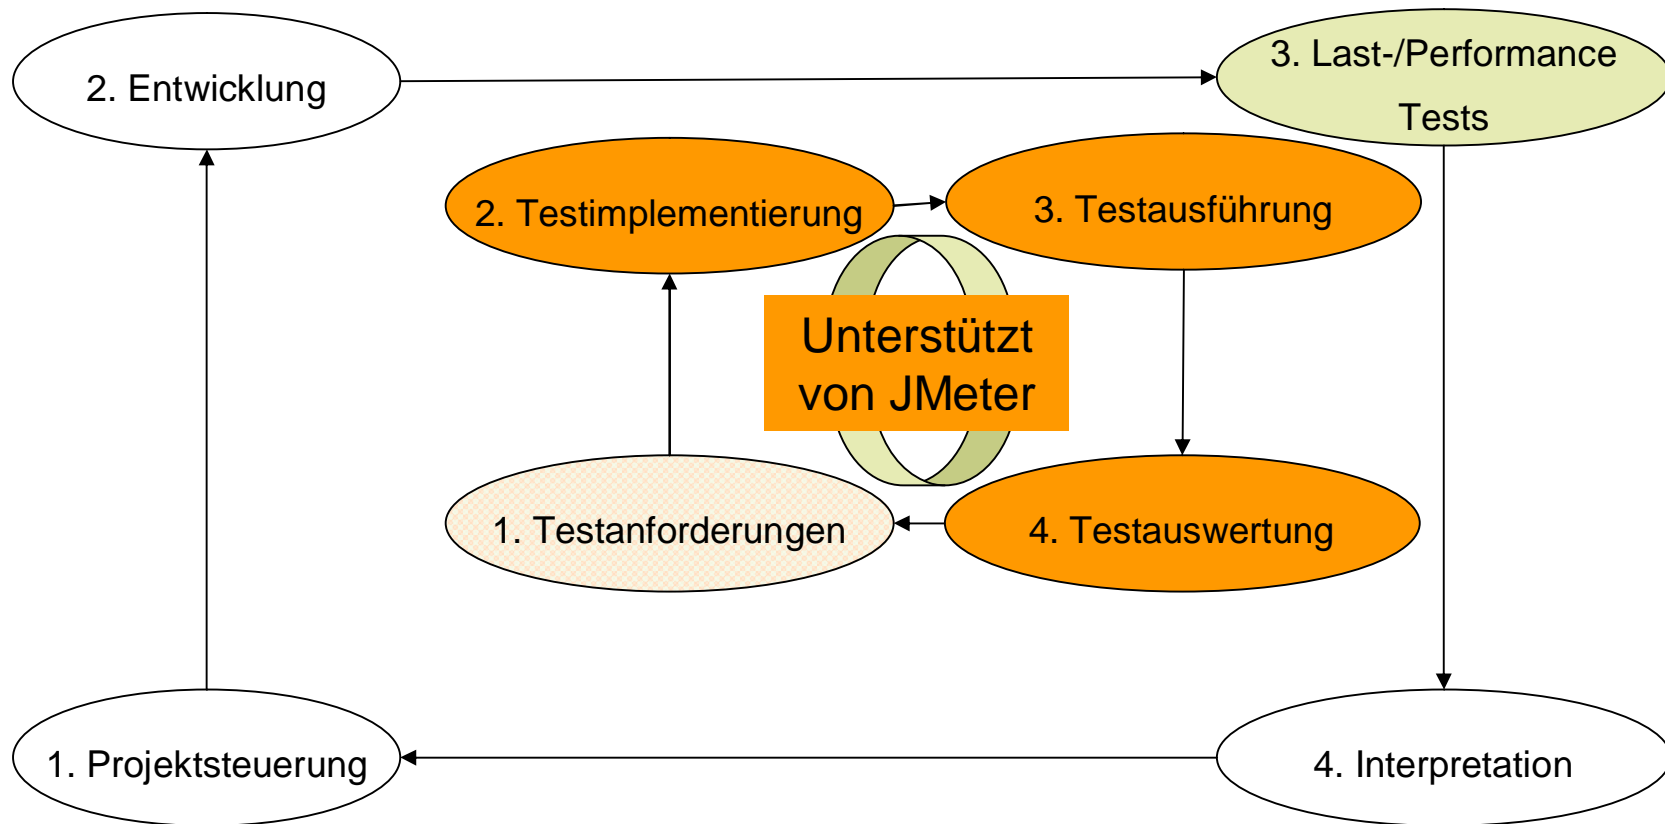 2. Entwicklung
3. Last-/Performance
Tests
2. Testimplementierung
3. Testausführung
Unterstützt
von JMeter
1. Testanforderungen
4. Testauswertung
1. Projektsteuerung
4. Interpretation